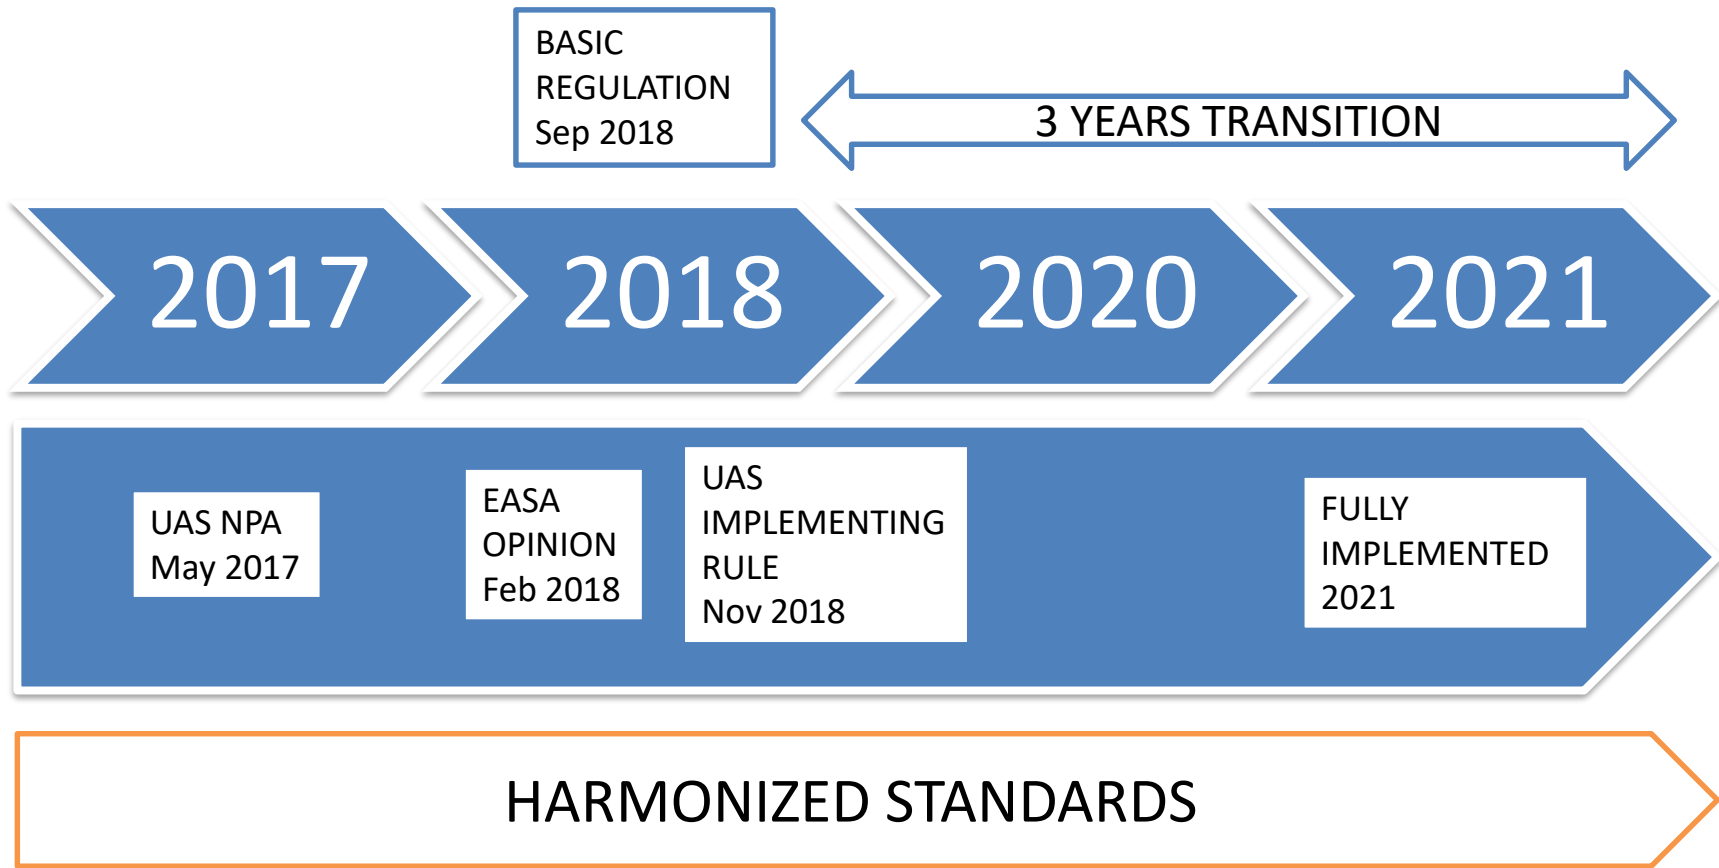 BASIC
REGULATION
Sep 2018
3 YEARS TRANSITION
2017
2018
2020
2021
UAS NPA
May 2017
EASA
OPINION
Feb 2018
UAS
IMPLEMENTING
RULE
Nov 2018
FULLY
IMPLEMENTED
2021
HARMONIZED STANDARDS